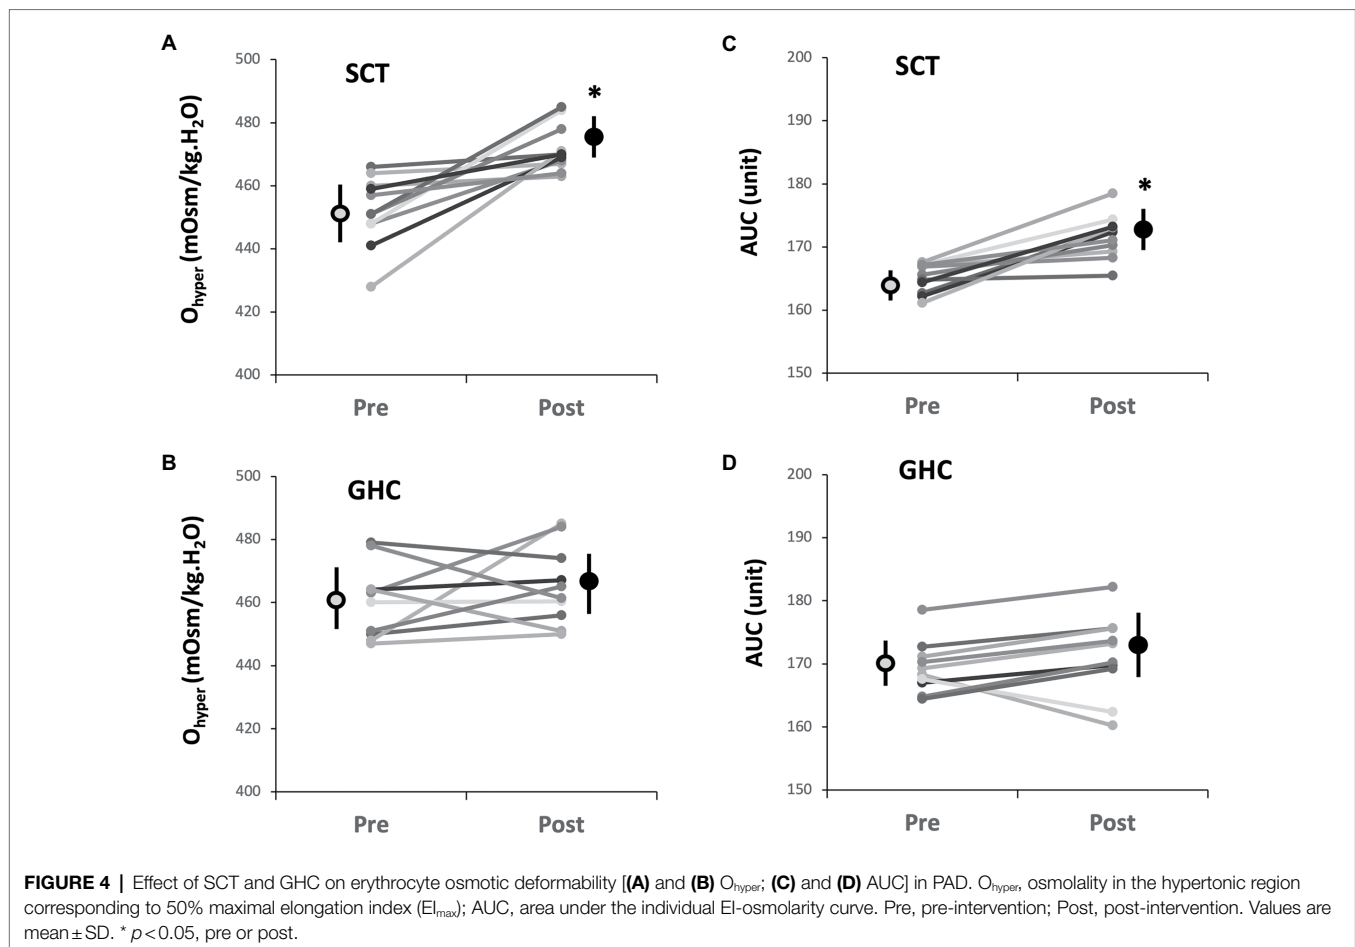 A
SCT
O_hyper (mOsm/kg.H₂O)
500
480
460
440
420
400
*
Pre
Post
C
SCT
AUC (unit)
200
190
180
170
160
150
*
Pre
Post
B
GHC
O_hyper (mOsm/kg.H₂O)
500
480
460
440
420
400
Pre
Post
D
GHC
AUC (unit)
200
190
180
170
160
150
Pre
Post
FIGURE 4 | Effect of SCT and GHC on erythrocyte osmotic deformability [(A) and (B) O_hyper; (C) and (D) AUC] in PAD. O_hyper, osmolality in the hypertonic region
corresponding to 50% maximal elongation index (EI_max); AUC, area under the individual EI-osmolarity curve. Pre, pre-intervention; Post, post-intervention. Values are
mean±SD. * p<0.05, pre or post.